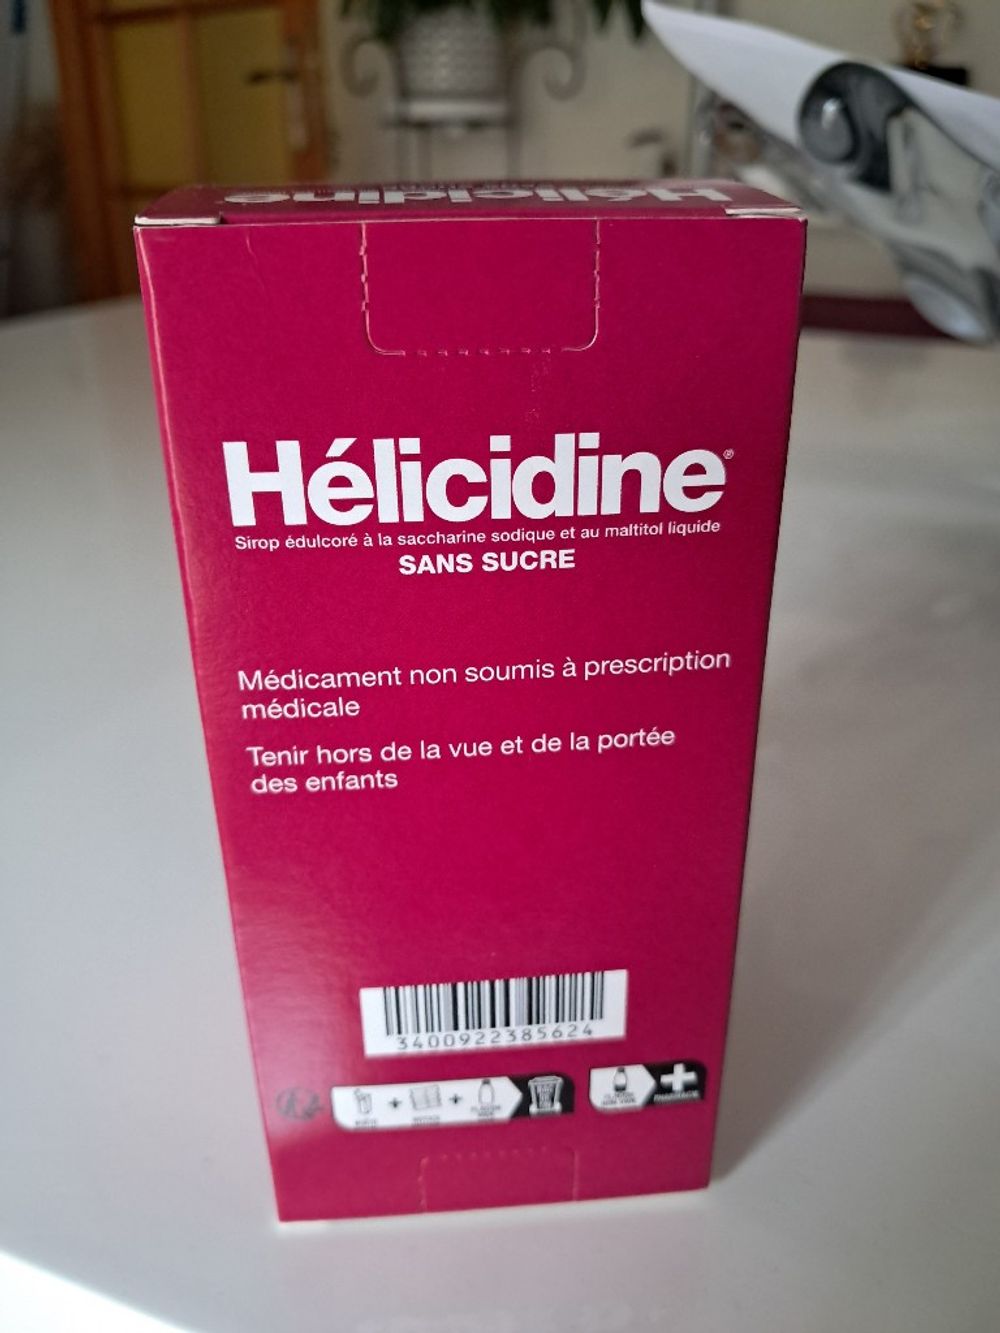 Hélicidine
Hélicidine®
Sirop édulcoré à la saccharine sodique et au maltitol liquide
SANS SUCRE
Médicament non soumis à prescription
médicale
Tenir hors de la vue et de la portée
des enfants
3400922385624